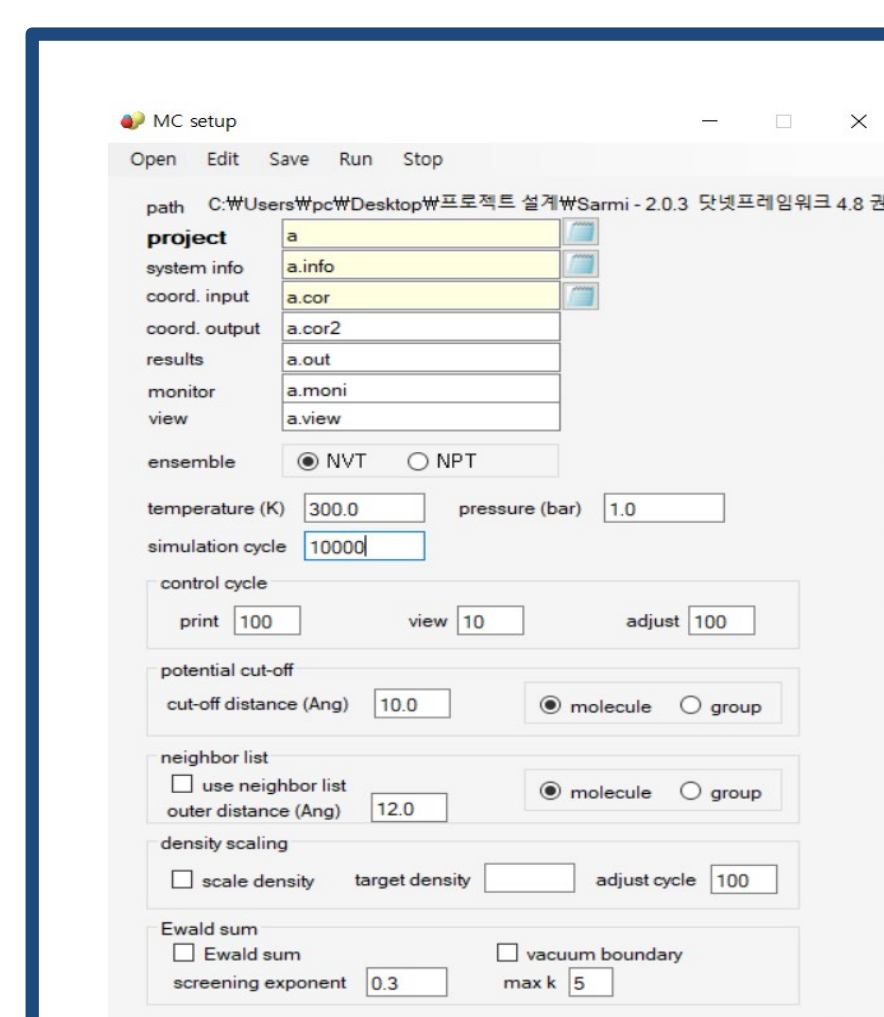 MC setup
Open Edit Save Run Stop
path C:₩Users₩pc₩Desktop₩프로젝트 설계₩Sarmi - 2.0.3 닷넷프레임워크 4.8 권
project a
system info a.info
coord. input a.cor
coord. output a.cor2
results a.out
monitor a.moni
view a.view
ensemble NVT NPT
temperature (K) 300.0 pressure (bar) 1.0
simulation cycle 10000
control cycle
print 100 view 10 adjust 100
potential cut-off
cut-off distance (Ang) 10.0 molecule group
neighbor list
use neighbor list
molecule group
outer distance (Ang) 12.0
density scaling
scale density target density adjust cycle 100
Ewald sum
Ewald sum vacuum boundary
screening exponent 0.3 max k 5